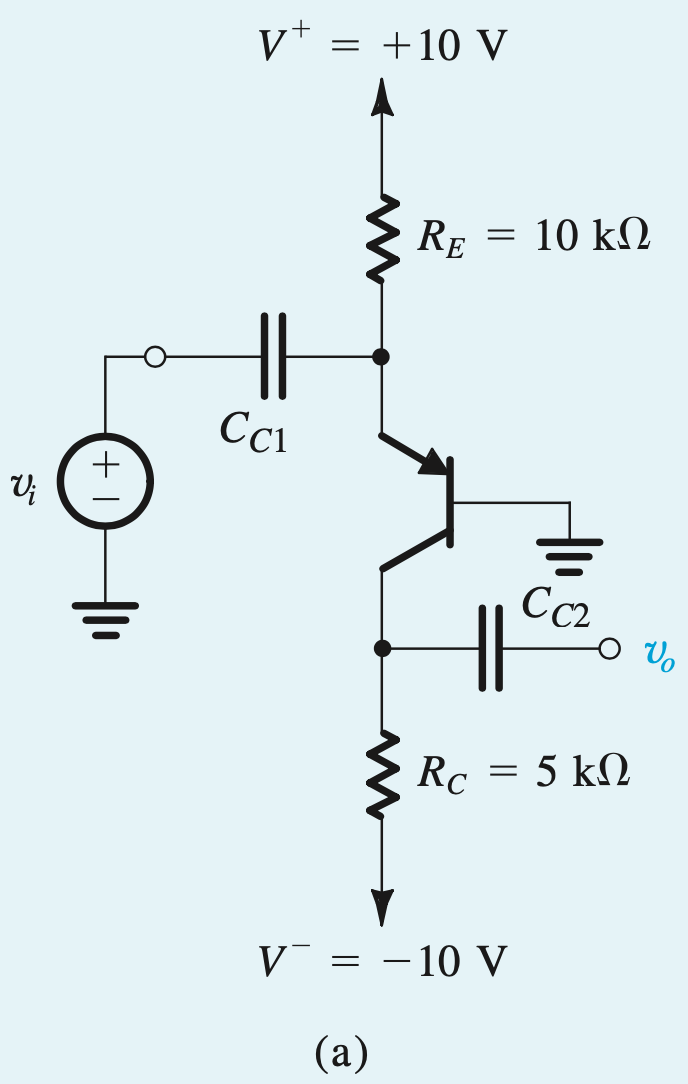 V⁺ = +10 V
R_E = 10 kΩ
C_C1
+
−
v_i
C_C2
v_o
R_C = 5 kΩ
V⁻ = −10 V
(a)